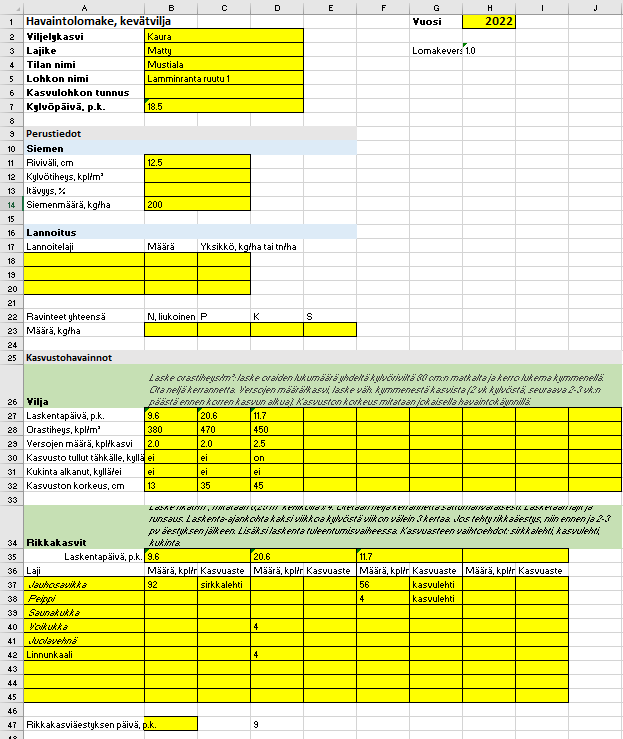 A B C D E F G H I J
1 Havaintolomake, kevätvilja Vuosi 2022
2 Viljelykasvi Kaura
3 Lajike Matty Lomakevers 1.0
4 Tilan nimi Mustiala
5 Lohkon nimi Lamminranta ruutu 1
6 Kasvulohkon tunnus
7 Kylvöpäivä, p.k. 18.5
8
9 Perustiedot
10 Siemen
11 Riviväli, cm 12.5
12 Kylvötiheys, kpl/m²
13 Itävyys, %
14 Siemenmäärä, kg/ha 200
15
16 Lannoitus
17 Lannoitelaji Määrä Yksikkö, kg/ha tai tn/ha
18
19
20
21
22 Ravinteet yhteensä N, liukoinen P K S
23 Määrä, kg/ha
24
25 Kasvustohavainnot
Laske orastiheys/m²: laske oraiden lukumäärä yhdeltä kylvöriviltä 80 cm:n matkalta ja kerro lukema kymmenellä.
Ota neljä kerrannetta. Versojen määrä/kasvi, laske väh. kymmenestä kasvista (2 vk kylvöstä, seuraava 2-3 vk:n
päästä ennen korren kasvun alkua). Kasvuston korkeus mitataan jokaisella havaintokäynnillä.
26 Vilja
27 Laskentapäivä, p.k. 9.6 20.6 11.7
28 Orastiheys, kpl/m² 380 470 450
29 Versojen määrä, kpl/kasvi 2.0 2.0 2.5
30 Kasvusto tullut tähkälle, kyllä ei ei on
31 Kukinta alkanut, kyllä/ei ei ei ei
32 Kasvuston korkeus, cm 13 35 45
33
runsaus. Laskenta-ajankohta kaksi viikkoa kylvöstä viikon välein 3 kertaa. Jos tehty rikkaäestys, niin ennen ja 2-3
pv äestyksen jälkeen. Lisäksi laskenta tuleentumisvaiheessa. Kasvuasteen vaihtoehdot: sirkkalehti, kasvulehti,
kukinta.
34 Rikkakasvit
35 Laskentapäivä, p.k. 9.6 20.6 11.7
36 Laji Määrä, kpl/r Kasvuaste Määrä, kpl/r Kasvuaste Määrä, kpl/r Kasvuaste Määrä, kpl/r Kasvuaste
37 Jauhosavikka 92 sirkkalehti 56 kasvulehti
38 Peippi 4 kasvulehti
39 Saunakukka
40 Voikukka 4
41 Juolavehnä
42 Linnunkaali 4
43
44
45
46
47 Rikkakasviäestyksen päivä, p.k. 9